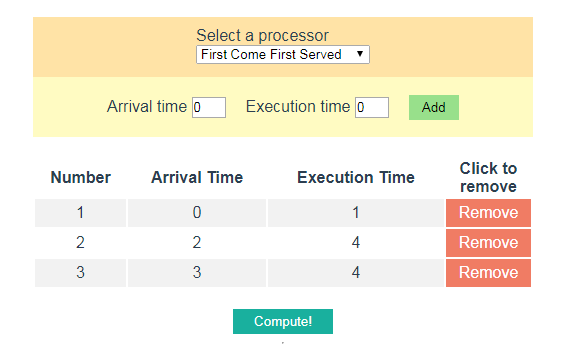 Select a processor
First Come First Served
Arrival time 0 Execution time 0 Add
Number Arrival Time Execution Time Click to remove
1 0 1 Remove
2 2 4 Remove
3 3 4 Remove
Compute!